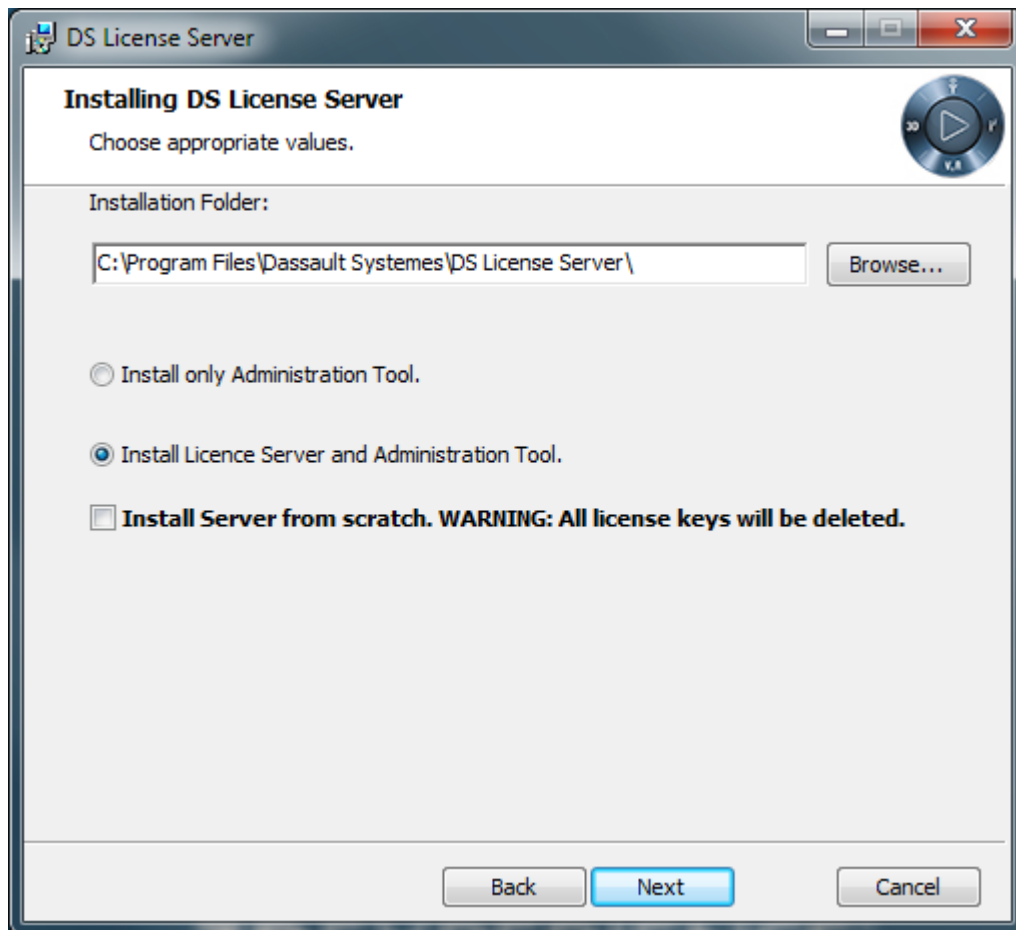 DS License Server
Installing DS License Server
Choose appropriate values.
3D
V,R
Installation Folder:
C:\Program Files\Dassault Systemes\DS License Server\
Browse...
Install only Administration Tool.
Install Licence Server and Administration Tool.
Install Server from scratch. WARNING: All license keys will be deleted.
Back
Next
Cancel